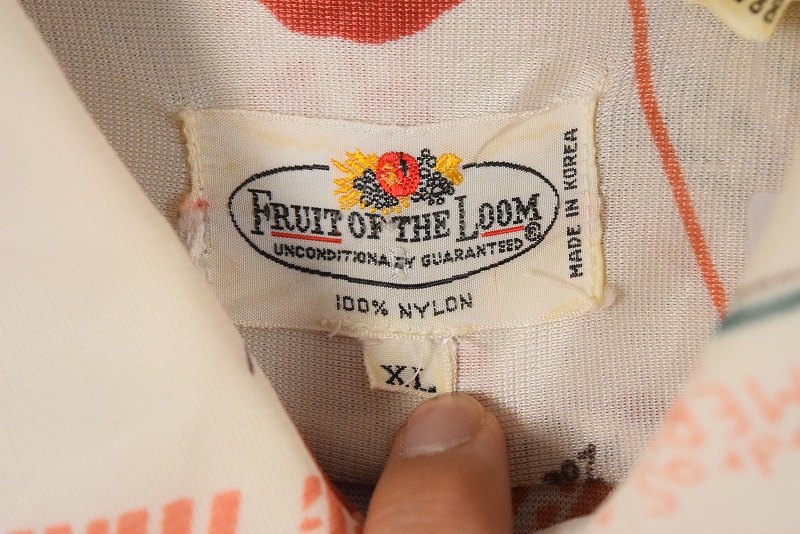 FRUIT OF THE LOOM®
UNCONDITIONALLY GUARANTEED
100% NYLON
MADE IN KOREA
XL